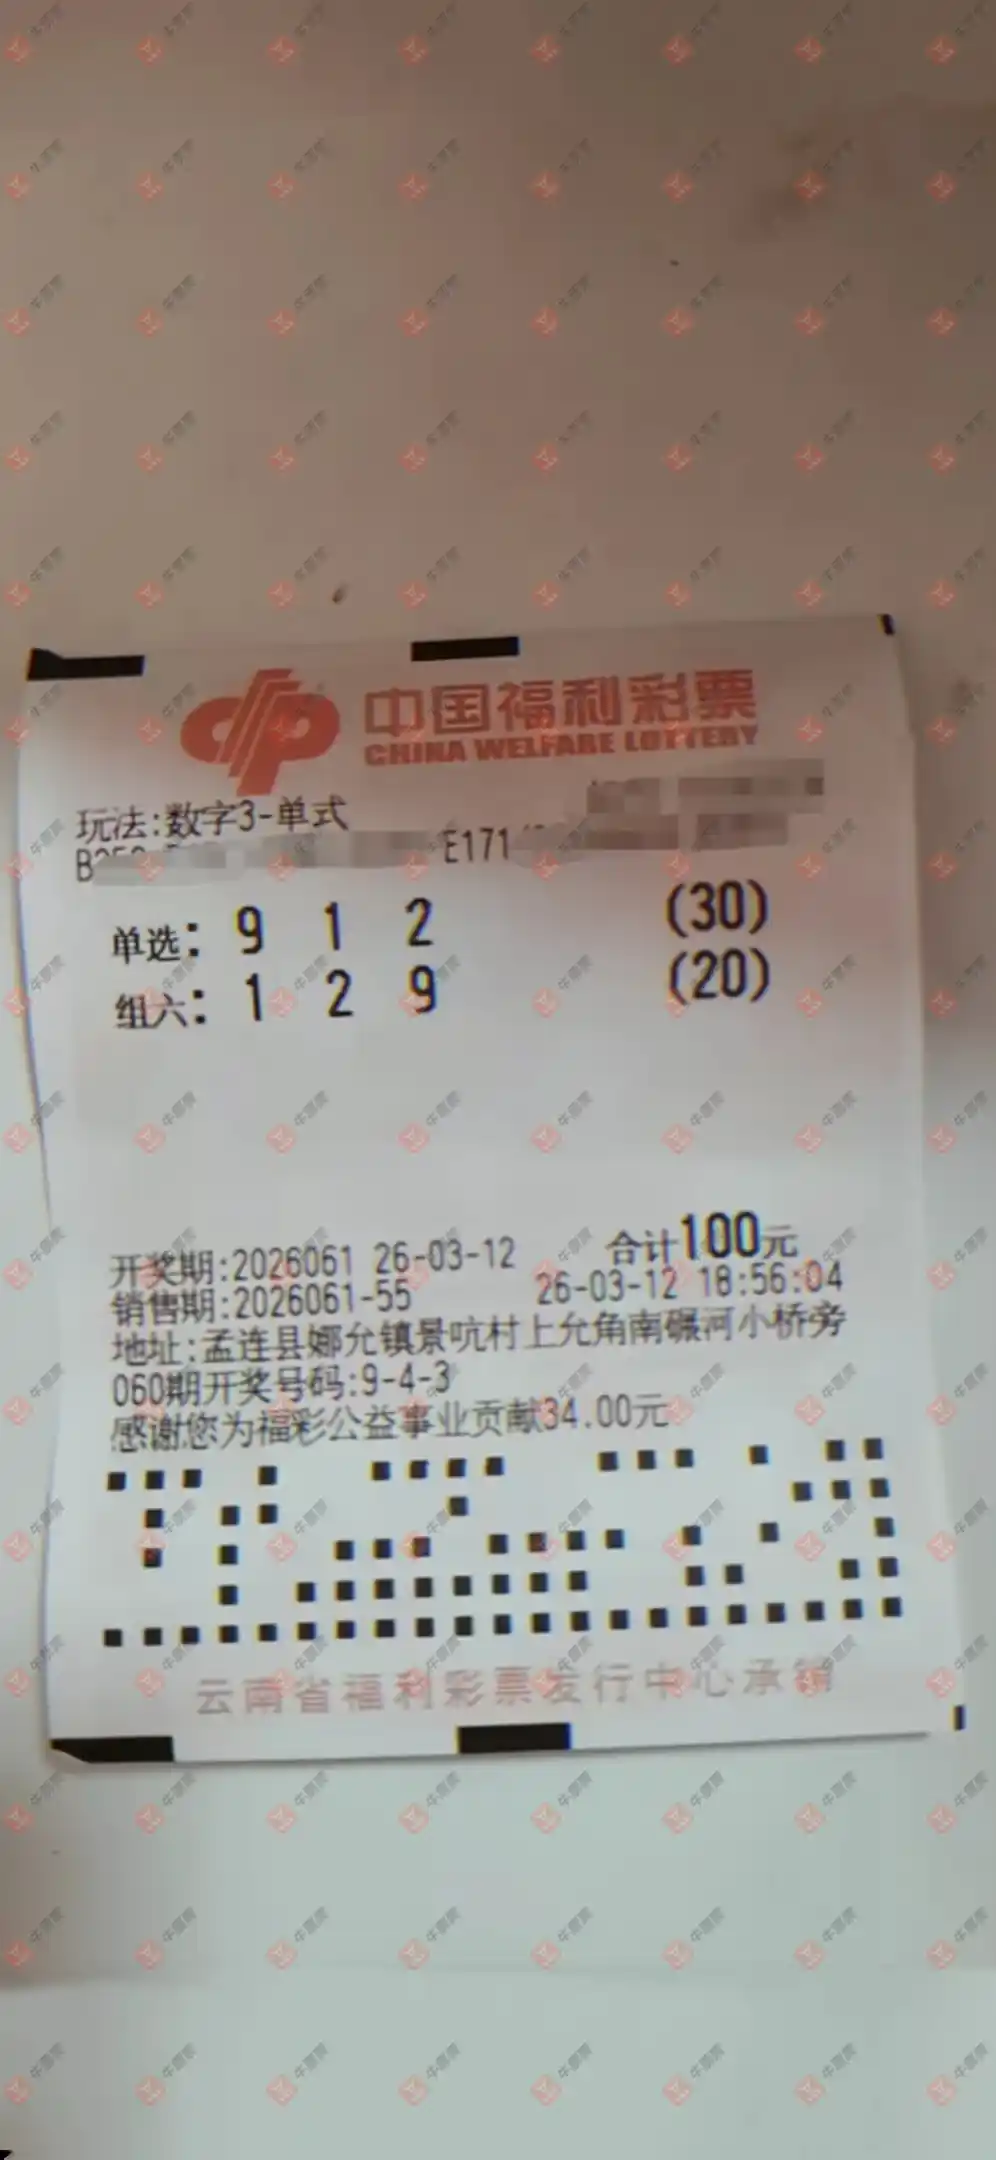 中国福利彩票
CHINA WELFARE LOTTERY
玩法:数字3-单式
E171
单选: 9 1 2 (30)
组六: 1 2 9 (20)
合计100元
开奖期:2026061 26-03-12
销售期:2026061-55 26-03-12 18:56:04
地址:孟连县娜允镇景吭村上允角南碾河小桥旁
060期开奖号码:9-4-3
感谢您为福彩公益事业贡献34.00元
云南省福利彩票发行中心承销